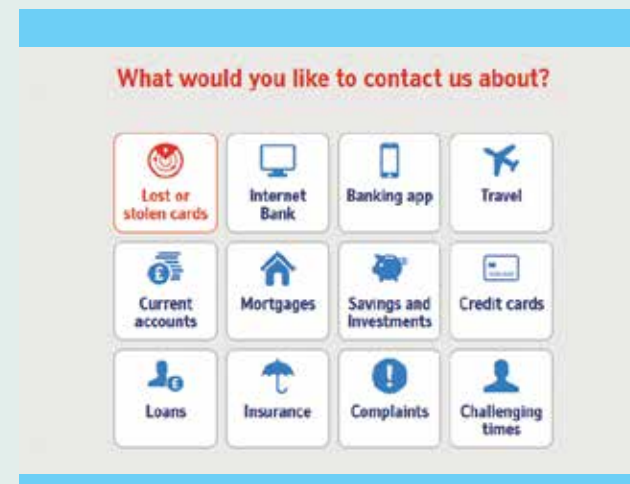 What would you like to contact us about?
Lost or
stolen cards
Internet
Bank
Banking app
Travel
Current
accounts
Mortgages
Savings and
Investments
Credit cards
Loans
Insurance
Complaints
Challenging
times